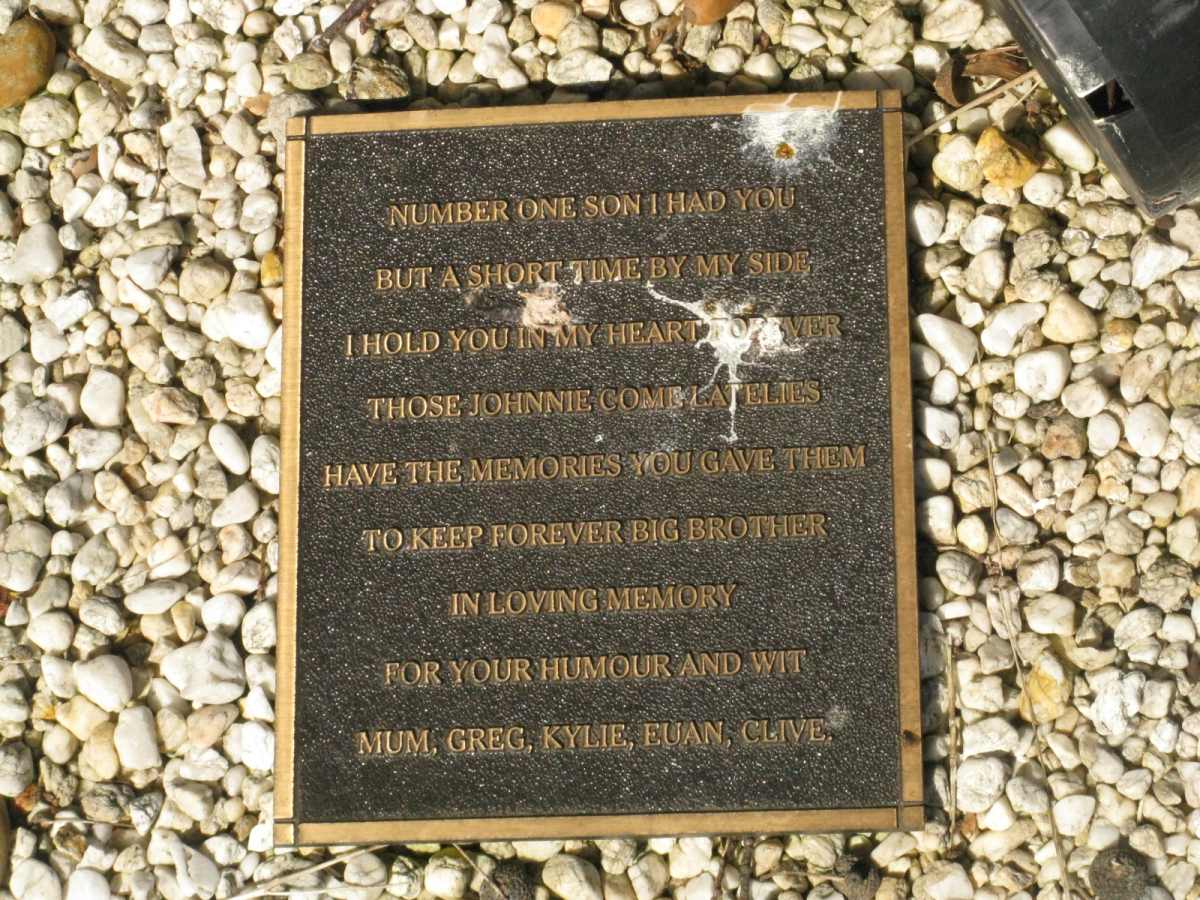 NUMBER ONE SON I HAD YOU
BUT A SHORT TIME BY MY SIDE
I HOLD YOU IN MY HEART FOREVER
THOSE JOHNNIE COME LATELIES
HAVE THE MEMORIES YOU GAVE THEM
TO KEEP FOREVER BIG BROTHER
IN LOVING MEMORY
FOR YOUR HUMOUR AND WIT
MUM, GREG, KYLIE, EUAN, CLIVE.